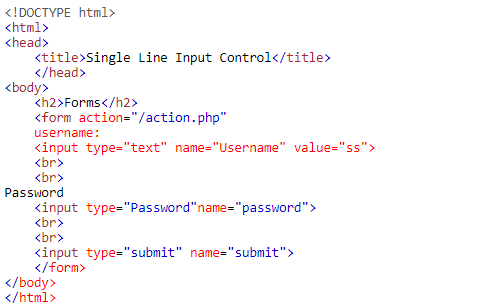 <!DOCTYPE html>
<html>
<head>
<title>Single Line Input Control</title>
</head>
<body>
<h2>Forms</h2>
<form action="/action.php"
username:
<input type="text" name="Username" value="ss">
<br>
<br>
Password
<input type="Password"name="password">
<br>
<br>
<input type="submit" name="submit">
</form>
</body>
</html>